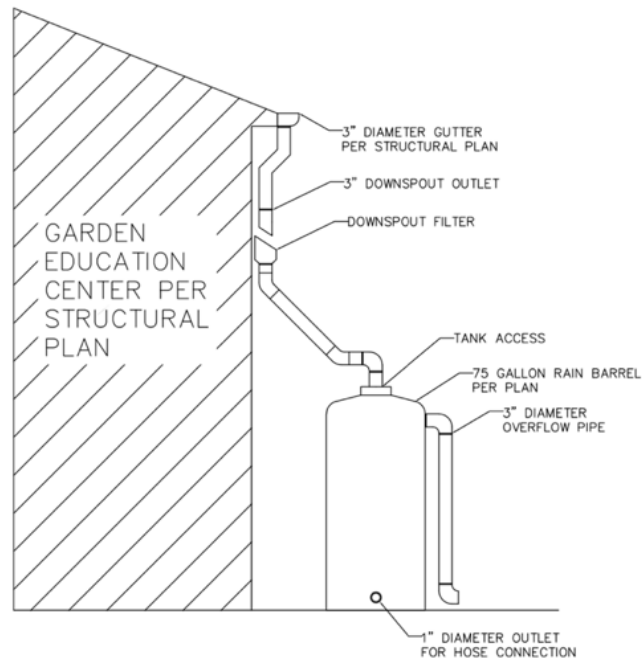 3" DIAMETER GUTTER
PER STRUCTURAL PLAN
3" DOWNSPOUT OUTLET
DOWNSPOUT FILTER
GARDEN
EDUCATION
CENTER PER
STRUCTURAL
PLAN
TANK ACCESS
75 GALLON RAIN BARREL
PER PLAN
3" DIAMETER
OVERFLOW PIPE
1" DIAMETER OUTLET
FOR HOSE CONNECTION